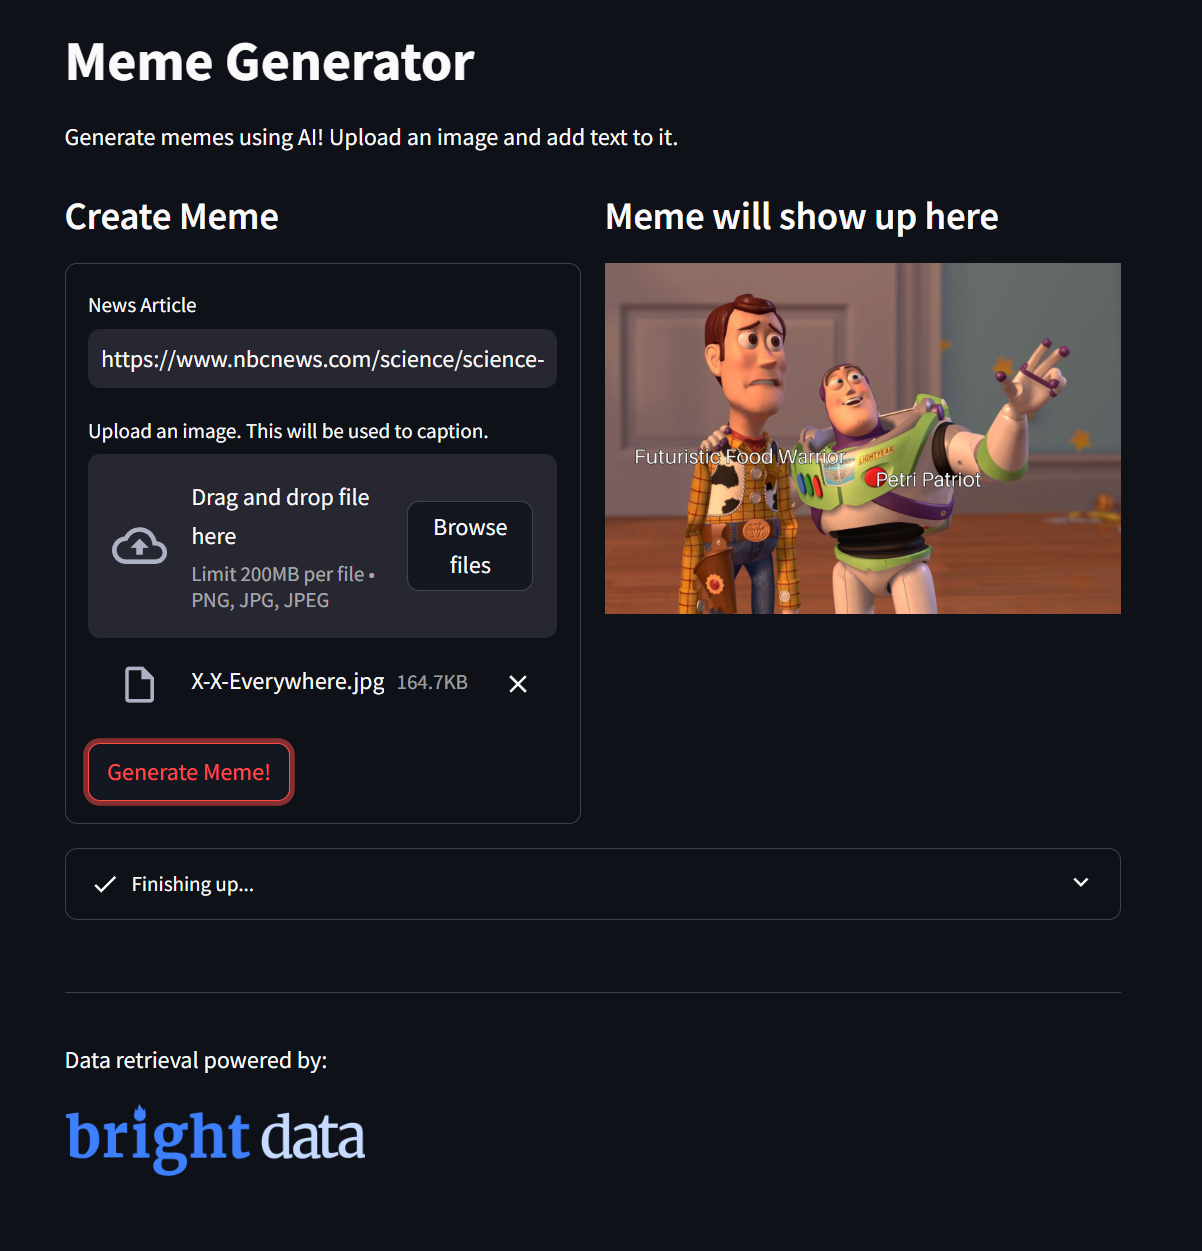 Meme Generator
Generate memes using AI! Upload an image and add text to it.
Create Meme
News Article
https://www.nbcnews.com/science/science-
Upload an image. This will be used to caption.
Drag and drop file
here
Limit 200MB per file •
PNG, JPG, JPEG
Browse
files
X-X-Everywhere.jpg 164.7KB
Generate Meme!
Meme will show up here
LIGHTYEAR
Futuristic Food Warrior
Petri Patriot
Finishing up...
Data retrieval powered by:
bright data